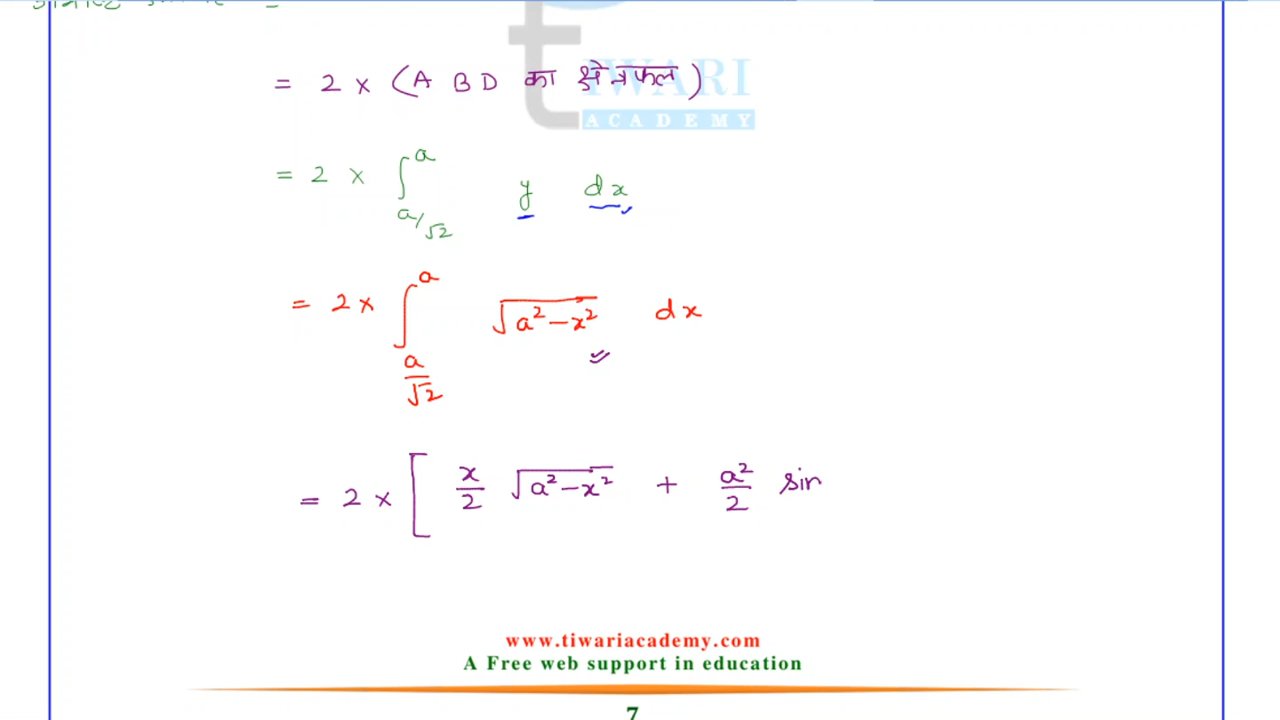 = 2 × (A B D का क्षेत्रफल)
TIWARI
ACADEMY
= 2 × ∫_{a/√2}^{a} y dx
= 2 × ∫_{a/√2}^{a} √(a² − x²) dx
= 2 × [ x/2 √(a² − x²) + a²/2 sin
www.tiwariacademy.com
A Free web support in education
7